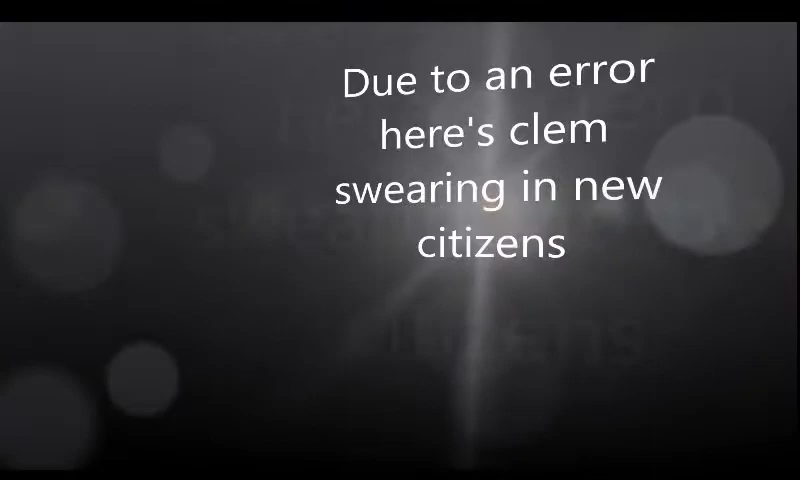 Due to an error
here's clem
swearing in new
citizens